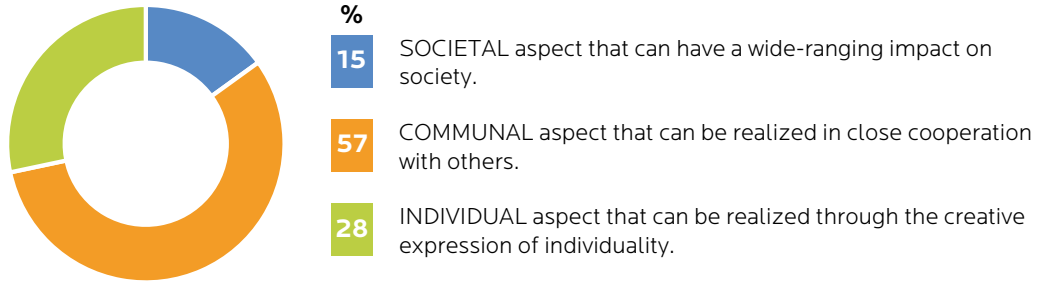 %
15
SOCIETAL aspect that can have a wide-ranging impact on
society.
57
COMMUNAL aspect that can be realized in close cooperation
with others.
28
INDIVIDUAL aspect that can be realized through the creative
expression of individuality.